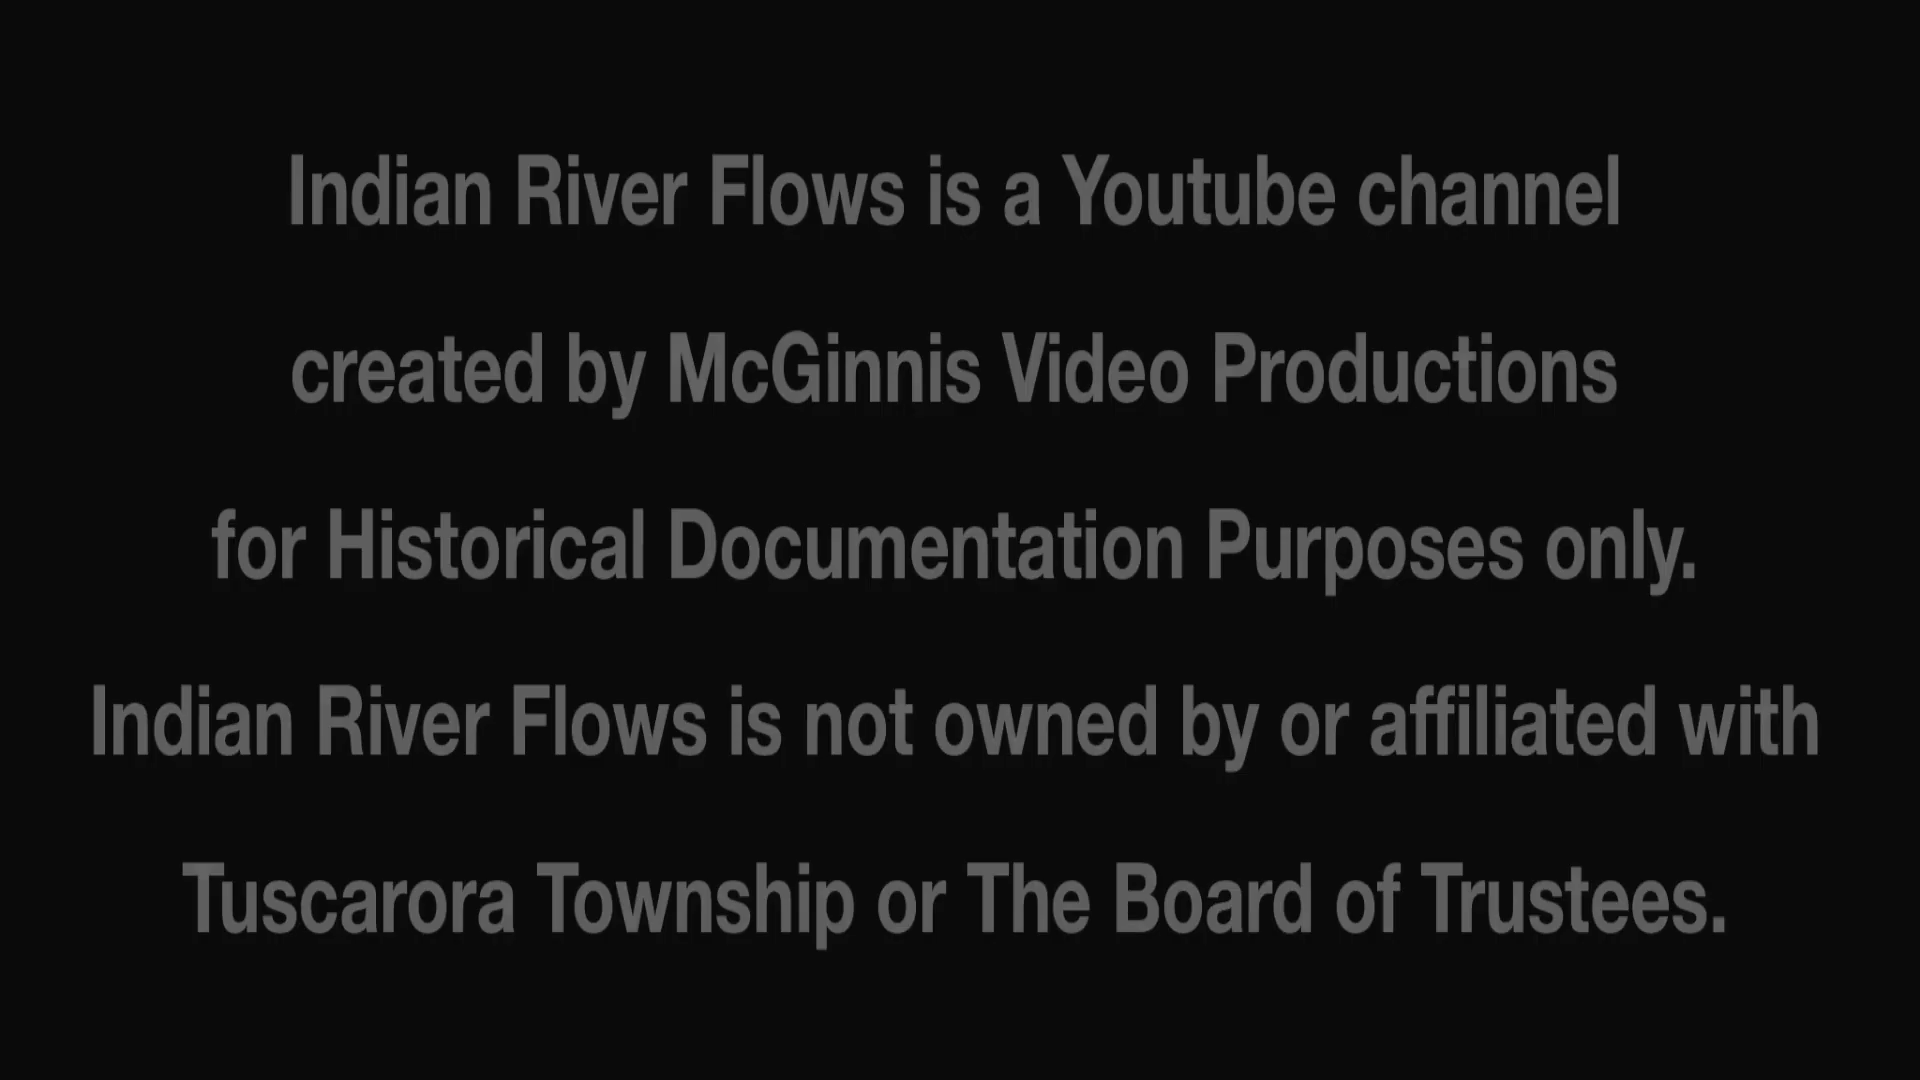 Indian River Flows is a Youtube channel
created by McGinnis Video Productions
for Historical Documentation Purposes only.
Indian River Flows is not owned by or affiliated with
Tuscarora Township or The Board of Trustees.